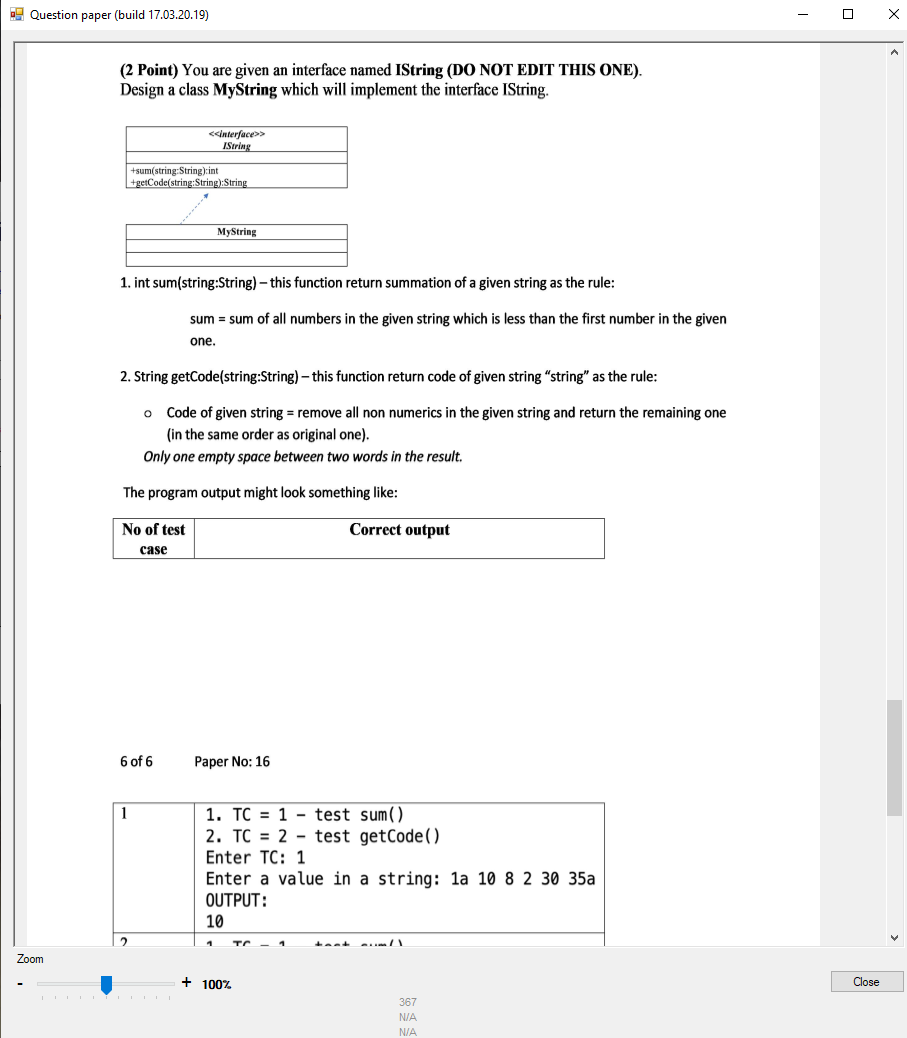 Question paper (build 17.03.20.19)
(2 Point) You are given an interface named IString (DO NOT EDIT THIS ONE).
Design a class MyString which will implement the interface IString.
<<interface>>
IString
+sum(string:String):int
+getCode(string:String):String
MyString
1. int sum(string:String) – this function return summation of a given string as the rule:
sum = sum of all numbers in the given string which is less than the first number in the given
one.
2. String getCode(string:String) – this function return code of given string “string” as the rule:
o Code of given string = remove all non numerics in the given string and return the remaining one
(in the same order as original one).
Only one empty space between two words in the result.
The program output might look something like:
No of test
case
Correct output
6 of 6 Paper No: 16
1
1. TC = 1 – test sum()
2. TC = 2 – test getCode()
Enter TC: 1
Enter a value in a string: 1a 10 8 2 30 35a
OUTPUT:
10
2
1. TC = 1 – test sum()
Zoom
- + 100%
Close
367
N/A
N/A